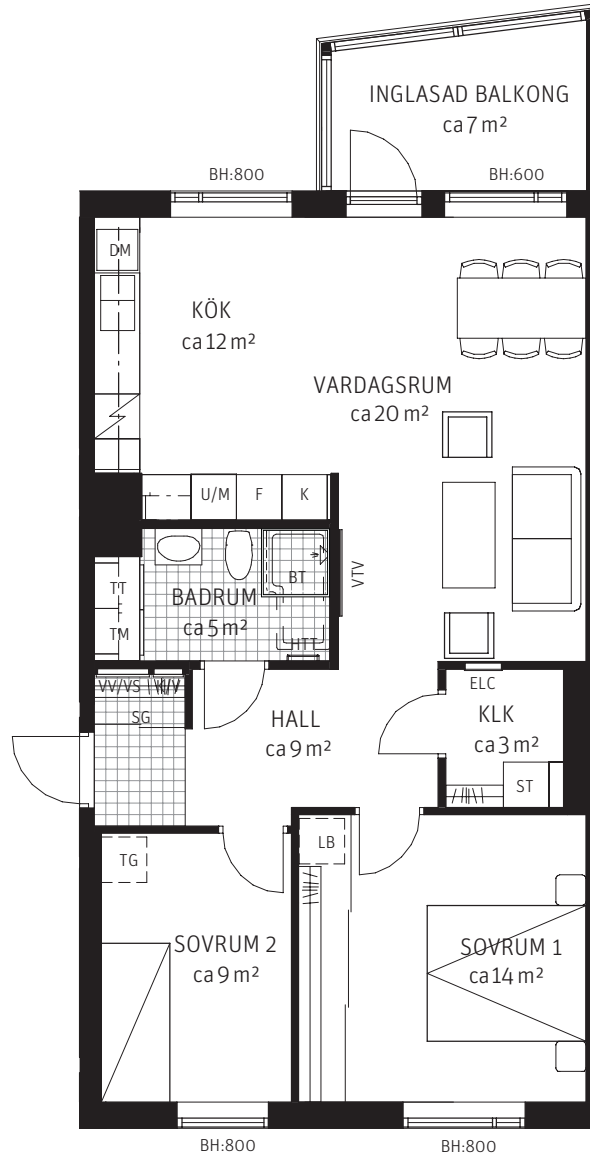 INGLASAD BALKONG
ca 7 m²
BH:800
BH:600
DM
KÖK
ca 12 m²
VARDAGSRUM
ca 20 m²
U/M
F
K
BT
TT
BADRUM
ca 5 m²
VTV
TM
HTT
VV/VS
K/V
ELC
SG
HALL
ca 9 m²
KLK
ca 3 m²
ST
LB
TG
SOVRUM 2
ca 9 m²
SOVRUM 1
ca 14 m²
BH:800
BH:800